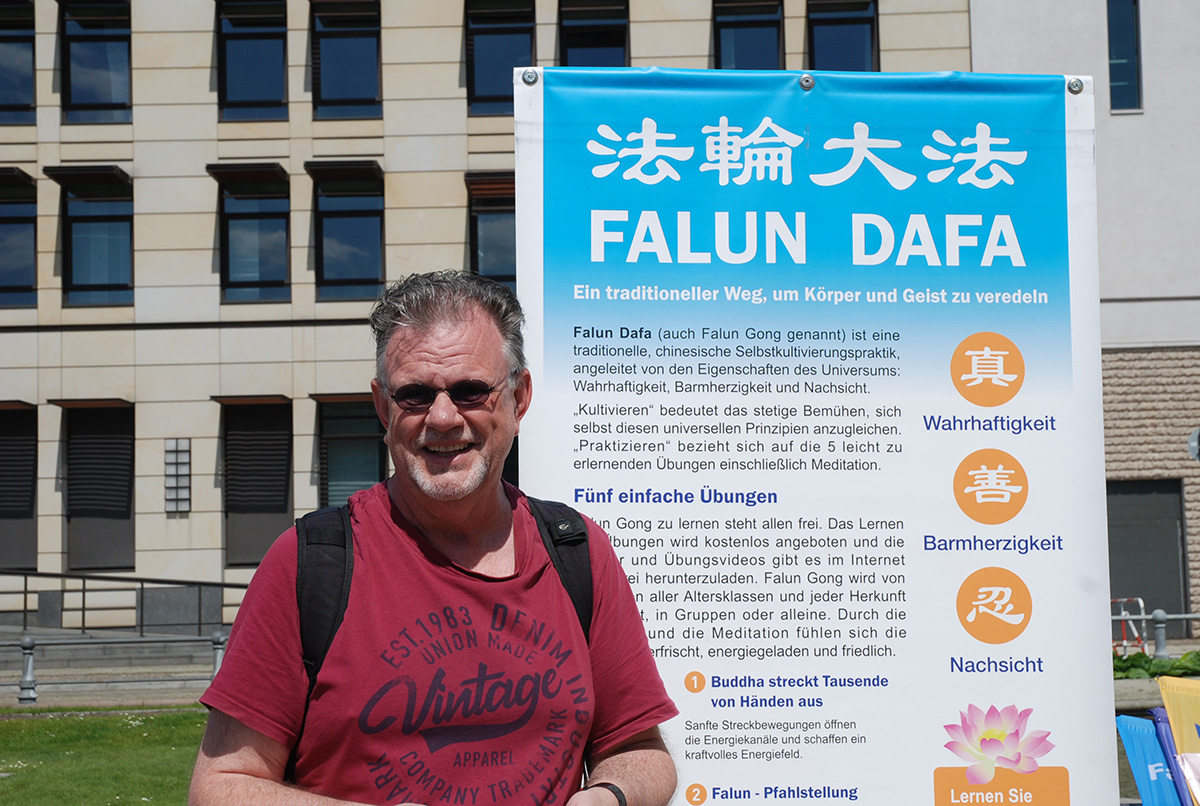 法輪大法
FALUN DAFA
Ein traditioneller Weg, um Körper und Geist zu veredeln
Falun Dafa (auch Falun Gong genannt) ist eine
traditionelle, chinesische Selbstkultivierungspraktik,
angeleitet von den Eigenschaften des Universums:
Wahrhaftigkeit, Barmherzigkeit und Nachsicht.
„Kultivieren“ bedeutet das stetige Bemühen, sich
selbst diesen universellen Prinzipien anzugleichen.
„Praktizieren“ bezieht sich auf die 5 leicht zu
erlernenden Übungen einschließlich Meditation.
Fünf einfache Übungen
Gong zu lernen steht allen frei. Das Lernen
wird kostenlos angeboten und die
und Übungsvideos gibt es im Internet
herunterzuladen. Falun Gong wird von
aller Altersklassen und jeder Herkunft
in Gruppen oder alleine. Durch die
und die Meditation fühlen sich die
energiegeladen und friedlich.
1 Buddha streckt Tausende
von Händen aus
Sanfte Streckbewegungen öffnen
die Energiekanäle und schaffen ein
kraftvolles Energiefeld.
2 Falun - Pfahlstellung
真
Wahrhaftigkeit
善
Barmherzigkeit
忍
Nachsicht
Lernen Sie
EST. 1983 DENIM
UNION MADE
Vintage
APPAREL
COMPANY TRADEMARK